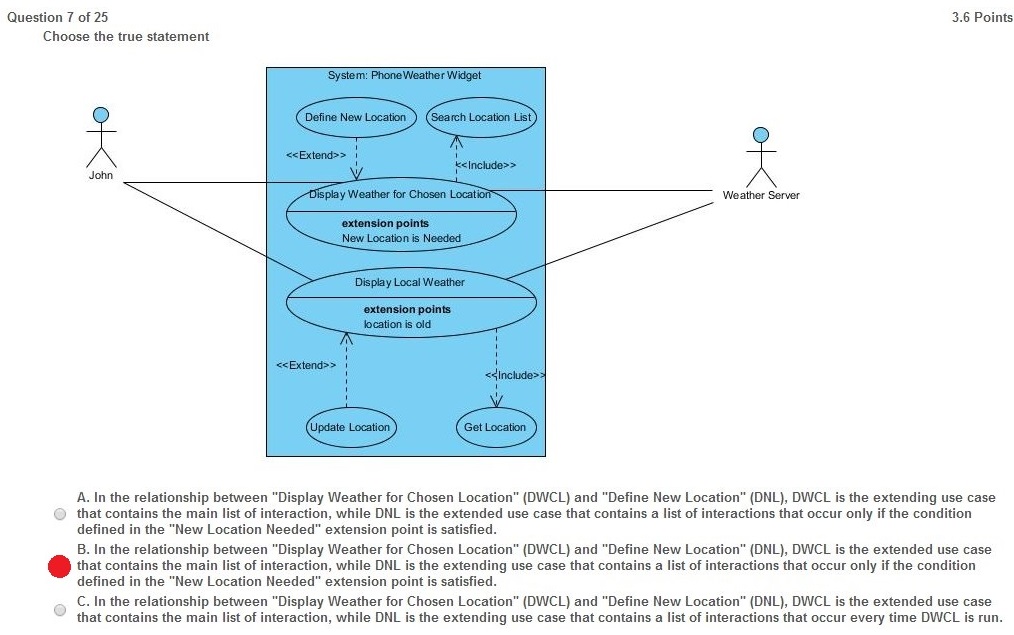 Question 7 of 25
3.6 Points
Choose the true statement
System: PhoneWeather Widget
Define New Location
Search Location List
<<Extend>>
<<Include>>
John
Weather Server
Display Weather for Chosen Location
extension points
New Location is Needed
Display Local Weather
extension points
location is old
<<Extend>>
<<Include>>
Update Location
Get Location
A. In the relationship between "Display Weather for Chosen Location" (DWCL) and "Define New Location" (DNL), DWCL is the extending use case
that contains the main list of interaction, while DNL is the extended use case that contains a list of interactions that occur only if the condition
defined in the "New Location Needed" extension point is satisfied.
B. In the relationship between "Display Weather for Chosen Location" (DWCL) and "Define New Location" (DNL), DWCL is the extended use case
that contains the main list of interaction, while DNL is the extending use case that contains a list of interactions that occur only if the condition
defined in the "New Location Needed" extension point is satisfied.
C. In the relationship between "Display Weather for Chosen Location" (DWCL) and "Define New Location" (DNL), DWCL is the extended use case
that contains the main list of interaction, while DNL is the extending use case that contains a list of interactions that occur every time DWCL is run.